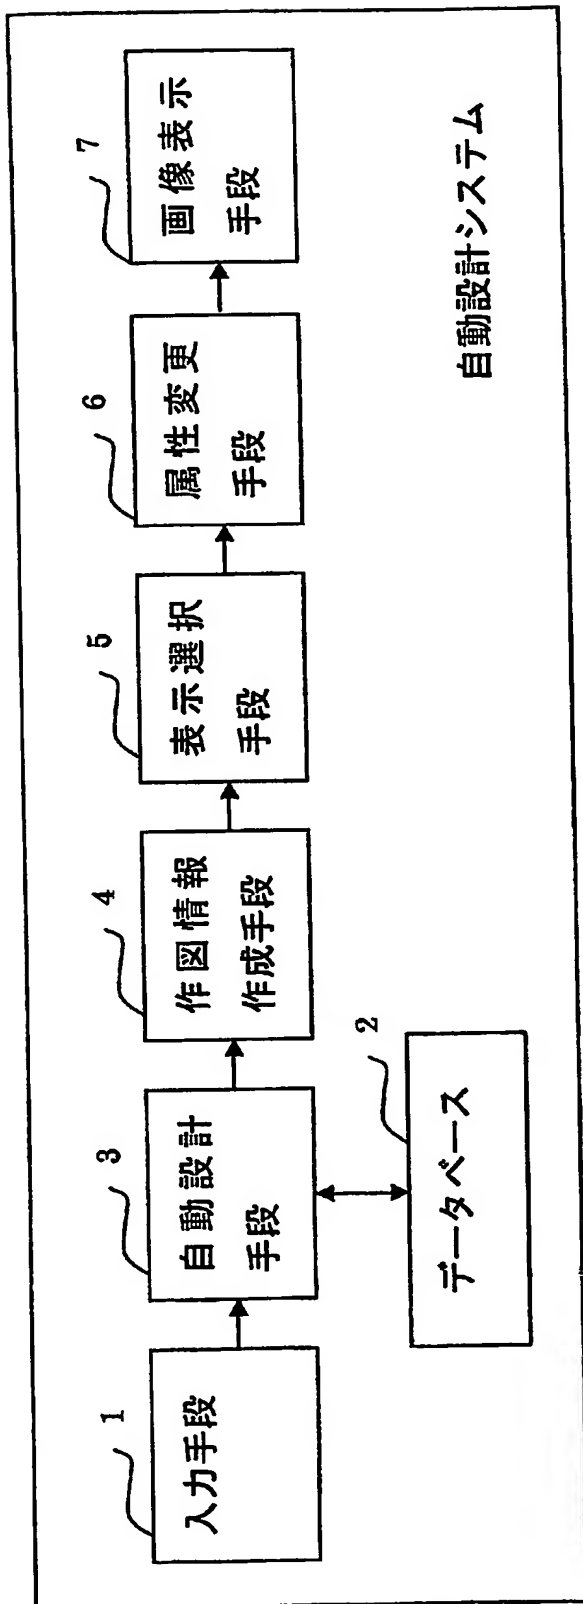 1
入力手段
3
自動設計
手段
4
作図情報
作成手段
5
表示選択
手段
6
属性変更
手段
7
画像表示
手段
2
データベース
自動設計システム